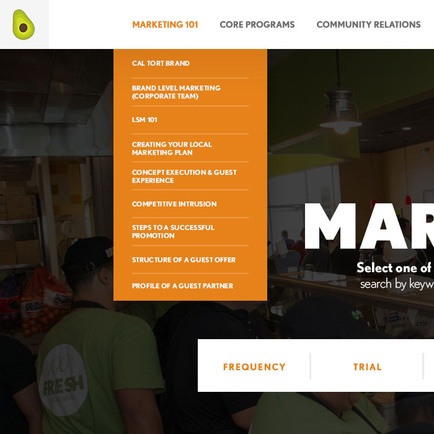 MARKETING 101 CORE PROGRAMS COMMUNITY RELATIONS
CAL TORT BRAND
BRAND LEVEL MARKETING
(CORPORATE TEAM)
LSM 101
CREATING YOUR LOCAL
MARKETING PLAN
CONCEPT EXECUTION & GUEST
EXPERIENCE
COMPETITIVE INTRUSION
STEPS TO A SUCCESSFUL
PROMOTION
STRUCTURE OF A GUEST OFFER
PROFILE OF A GUEST PARTNER
MAR
Select one of
search by keyw
FREQUENCY TRIAL
FRESH